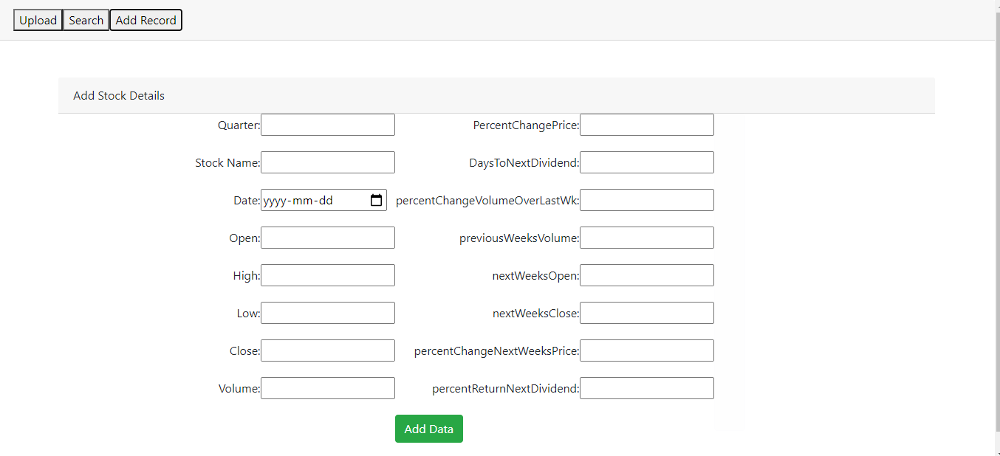 Upload Search Add Record
Add Stock Details
Quarter: PercentChangePrice:
Stock Name: DaysToNextDividend:
Date: yyyy-mm-dd percentChangeVolumeOverLastWk:
Open: previousWeeksVolume:
High: nextWeeksOpen:
Low: nextWeeksClose:
Close: percentChangeNextWeeksPrice:
Volume: percentReturnNextDividend:
Add Data